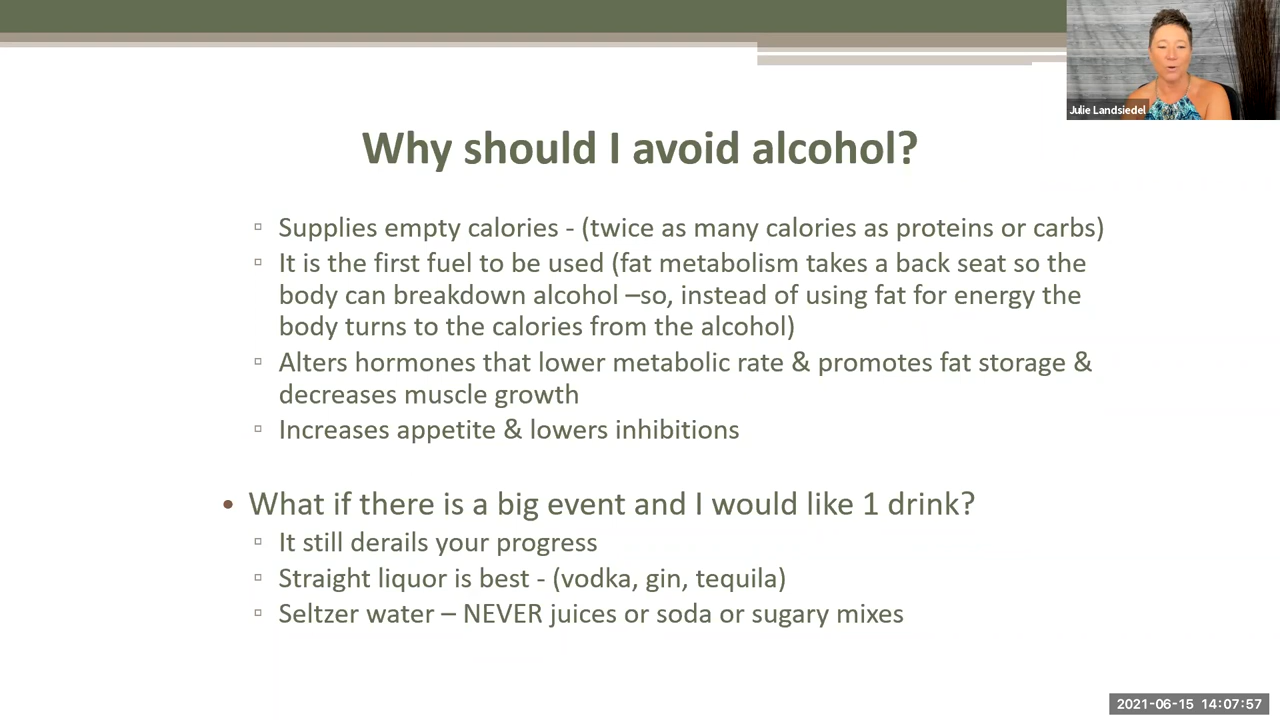 Julie Landsiedel
Why should I avoid alcohol?
▫ Supplies empty calories - (twice as many calories as proteins or carbs)
▫ It is the first fuel to be used (fat metabolism takes a back seat so the
body can breakdown alcohol –so, instead of using fat for energy the
body turns to the calories from the alcohol)
▫ Alters hormones that lower metabolic rate & promotes fat storage &
decreases muscle growth
▫ Increases appetite & lowers inhibitions
• What if there is a big event and I would like 1 drink?
▫ It still derails your progress
▫ Straight liquor is best - (vodka, gin, tequila)
▫ Seltzer water – NEVER juices or soda or sugary mixes
2021-06-15 14:07:57